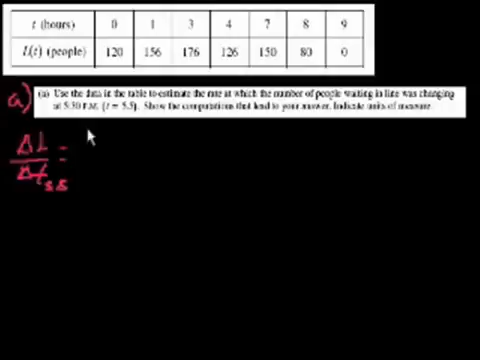 t (hours) 0 1 3 4 7 8 9
L(t) (people) 120 156 176 126 150 80 0
a) (a) Use the data in the table to estimate the rate at which the number of people waiting in line was changing
at 5:30 P.M. (t = 5.5). Show the computations that lead to your answer. Indicate units of measure.
ΔL
Δt 5.5 =